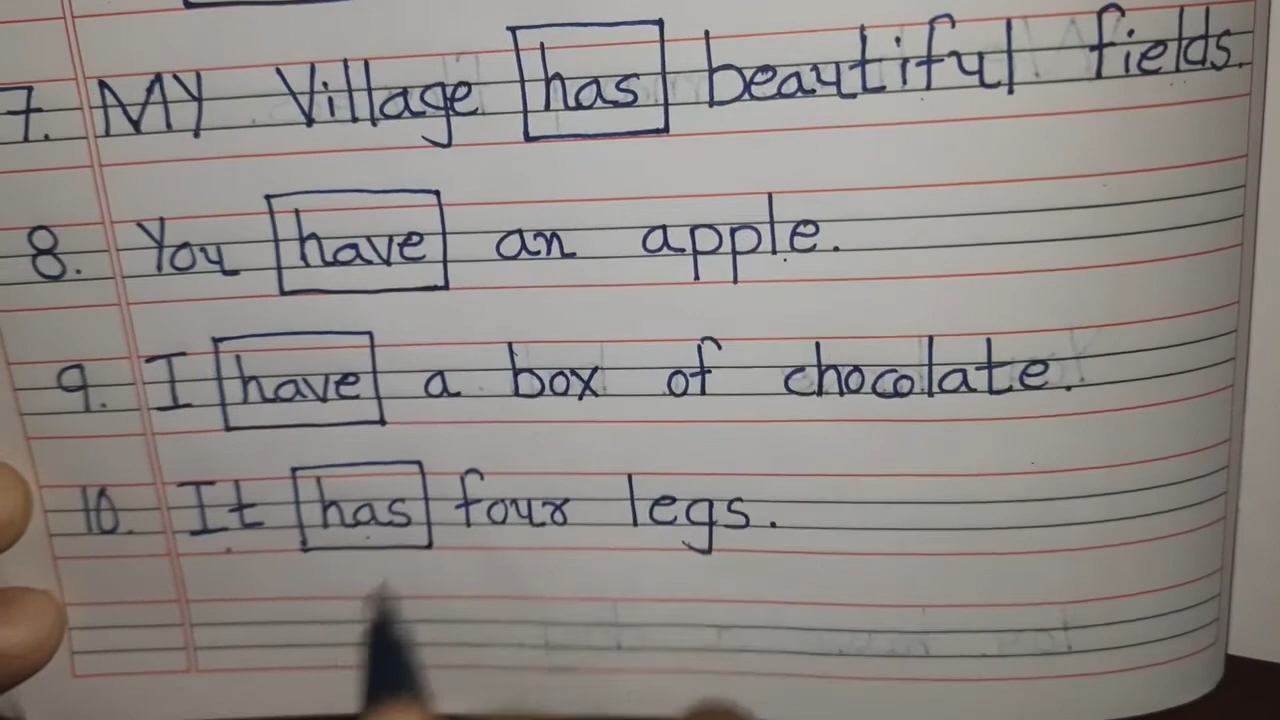 7. MY Village has beautiful fields.
8. You have an apple.
9. I have a box of chocolate.
10. It has four legs.